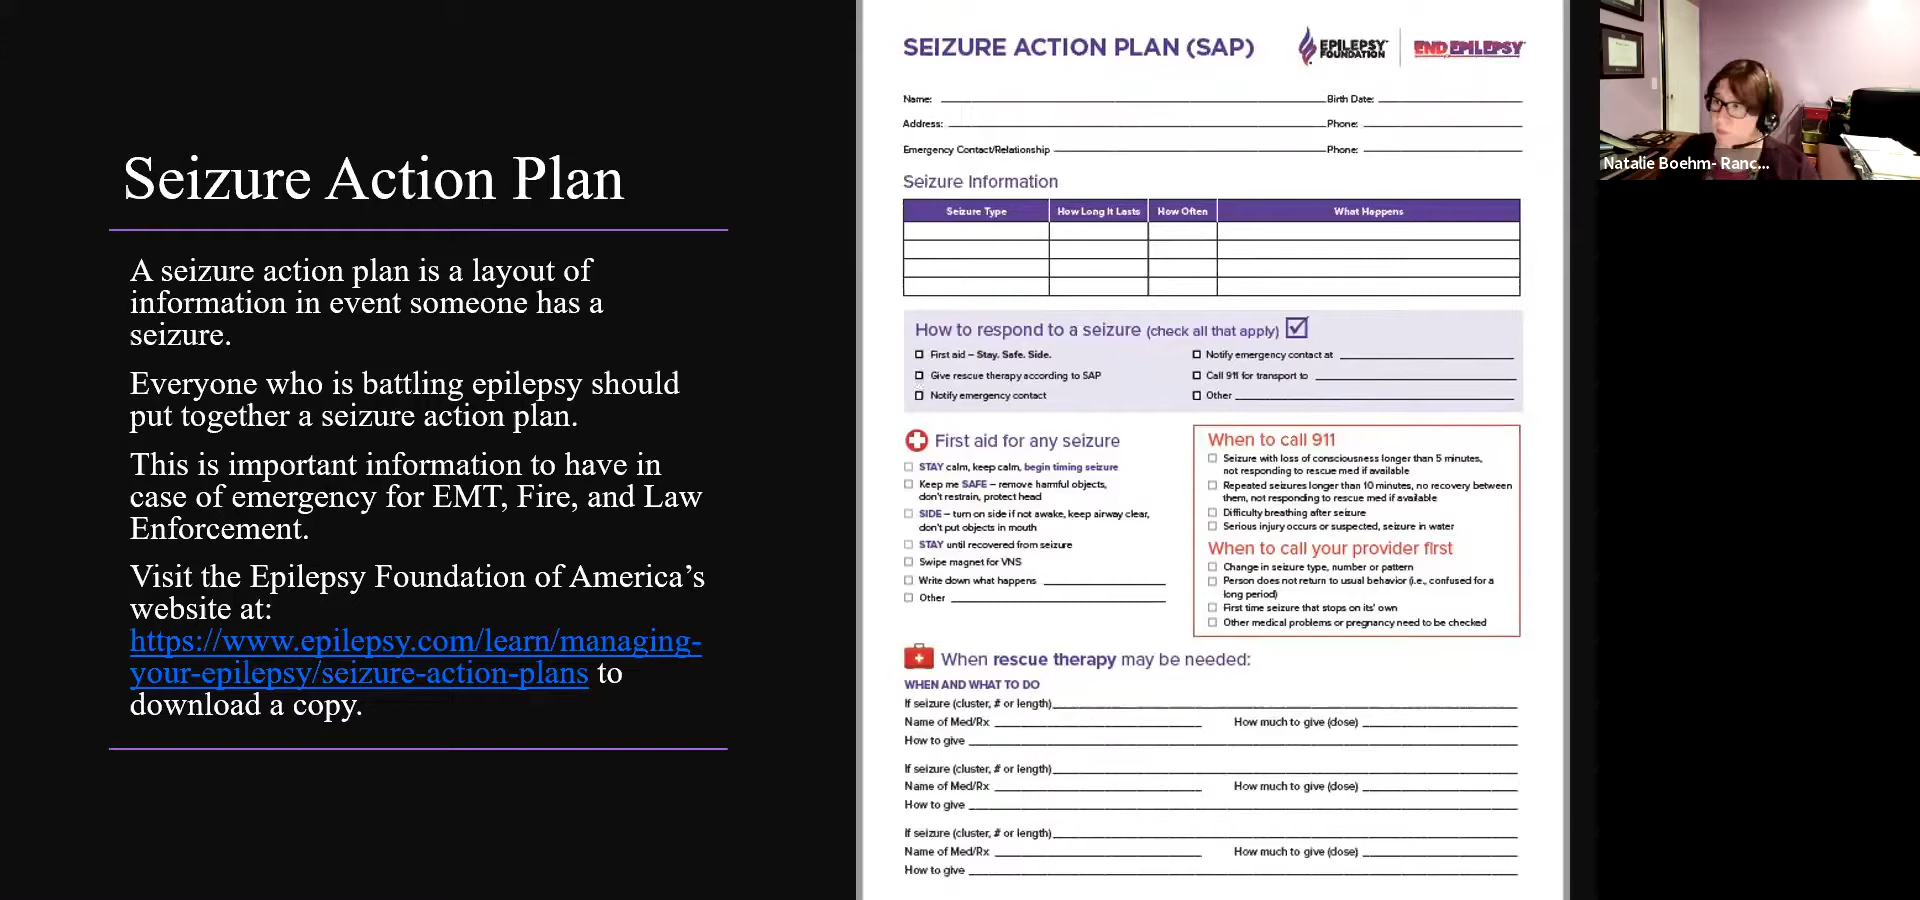 Seizure Action Plan
A seizure action plan is a layout of
information in event someone has a
seizure.
Everyone who is battling epilepsy should
put together a seizure action plan.
This is important information to have in
case of emergency for EMT, Fire, and Law
Enforcement.
Visit the Epilepsy Foundation of America’s
website at:
https://www.epilepsy.com/learn/managing-
your-epilepsy/seizure-action-plans to
download a copy.
SEIZURE ACTION PLAN (SAP)
EPILEPSY
FOUNDATION
END EPILEPSY
Name: Birth Date:
Address: Phone:
Emergency Contact/Relationship Phone:
Seizure Information
Seizure Type How Long It Lasts How Often What Happens
How to respond to a seizure (check all that apply)
First aid – Stay. Safe. Side.
Give rescue therapy according to SAP
Notify emergency contact
Notify emergency contact at
Call 911 for transport to
Other
First aid for any seizure
STAY calm, keep calm, begin timing seizure
Keep me SAFE – remove harmful objects,
don't restrain, protect head
SIDE – turn on side if not awake, keep airway clear,
don't put objects in mouth
STAY until recovered from seizure
Swipe magnet for VNS
Write down what happens
Other
When to call 911
Seizure with loss of consciousness longer than 5 minutes,
not responding to rescue med if available
Repeated seizures longer than 10 minutes, no recovery between
them, not responding to rescue med if available
Difficulty breathing after seizure
Serious injury occurs or suspected, seizure in water
When to call your provider first
Change in seizure type, number or pattern
Person does not return to usual behavior (i.e., confused for a
long period)
First time seizure that stops on its' own
Other medical problems or pregnancy need to be checked
When rescue therapy may be needed:
WHEN AND WHAT TO DO
If seizure (cluster, # or length)
Name of Med/Rx How much to give (dose)
How to give
If seizure (cluster, # or length)
Name of Med/Rx How much to give (dose)
How to give
If seizure (cluster, # or length)
Name of Med/Rx How much to give (dose)
How to give
Natalie Boehm- Ranc...